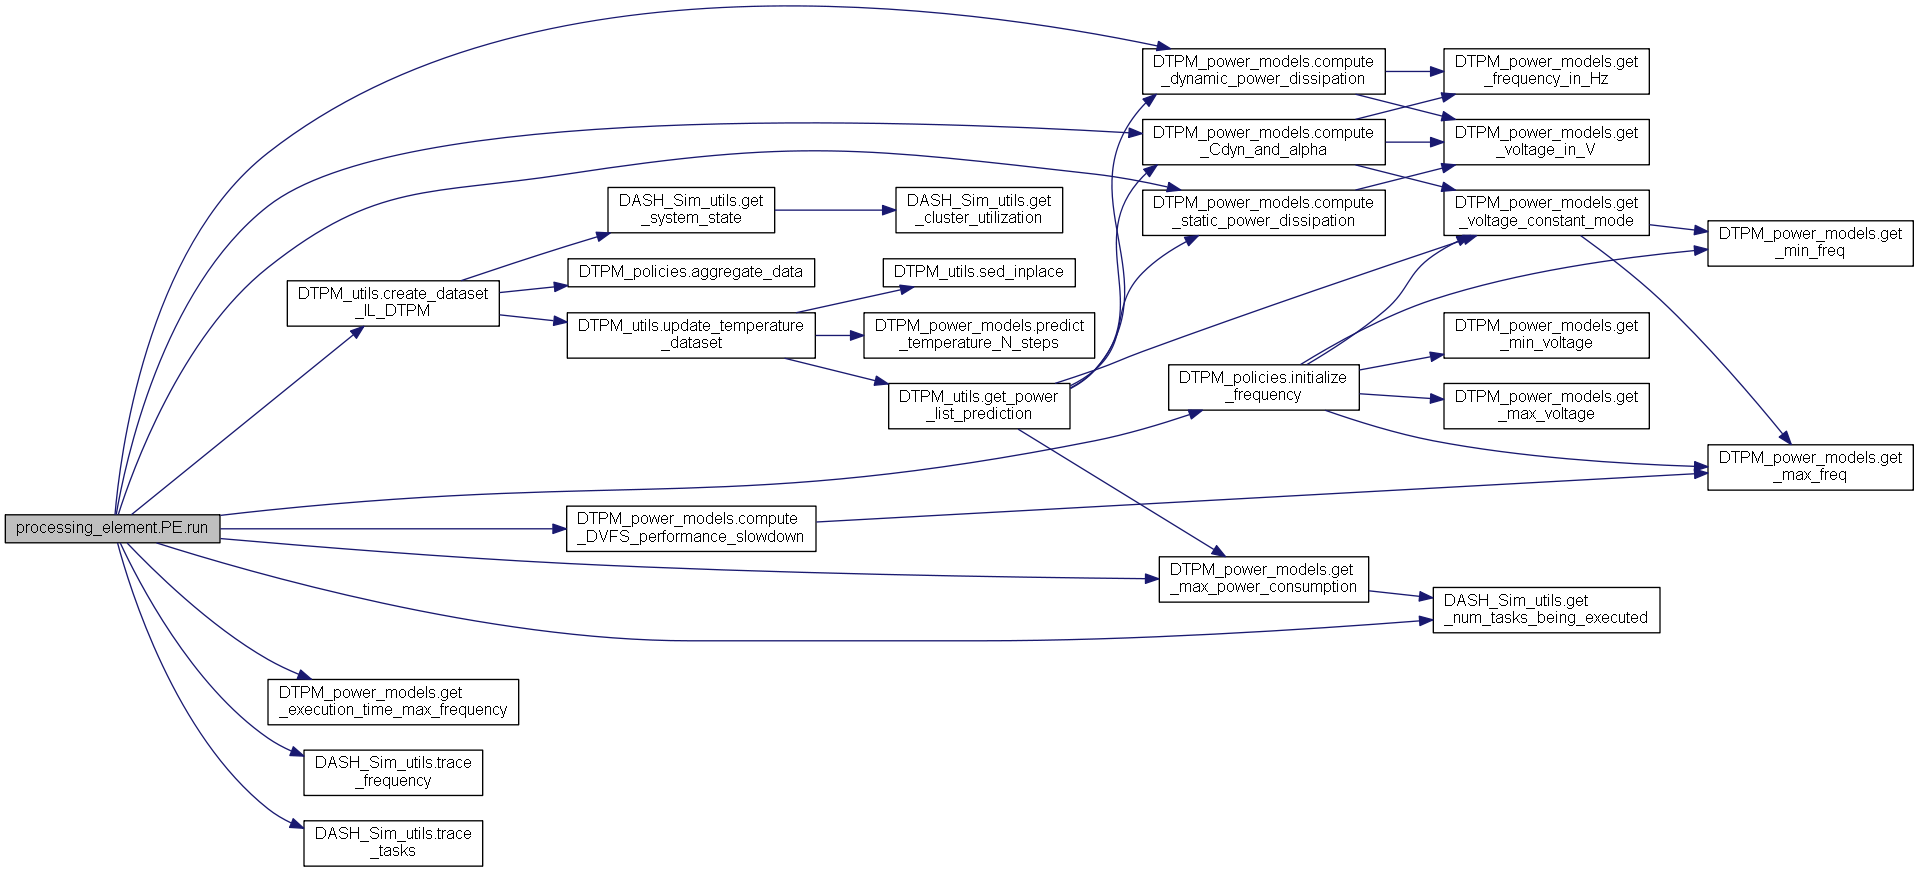 processing_element.PE.run
DTPM_utils.create_dataset
_IL_DTPM
DTPM_power_models.get
_execution_time_max_frequency
DASH_Sim_utils.trace
_frequency
DASH_Sim_utils.trace
_tasks
DASH_Sim_utils.get
_system_state
DTPM_policies.aggregate_data
DTPM_utils.update_temperature
_dataset
DTPM_power_models.compute
_DVFS_performance_slowdown
DASH_Sim_utils.get
_cluster_utilization
DTPM_utils.sed_inplace
DTPM_power_models.predict
_temperature_N_steps
DTPM_utils.get_power
_list_prediction
DTPM_power_models.compute
_dynamic_power_dissipation
DTPM_power_models.compute
_Cdyn_and_alpha
DTPM_power_models.compute
_static_power_dissipation
DTPM_policies.initialize
_frequency
DTPM_power_models.get
_max_power_consumption
DTPM_power_models.get
_frequency_in_Hz
DTPM_power_models.get
_voltage_in_V
DTPM_power_models.get
_voltage_constant_mode
DTPM_power_models.get
_min_voltage
DTPM_power_models.get
_max_voltage
DASH_Sim_utils.get
_num_tasks_being_executed
DTPM_power_models.get
_min_freq
DTPM_power_models.get
_max_freq